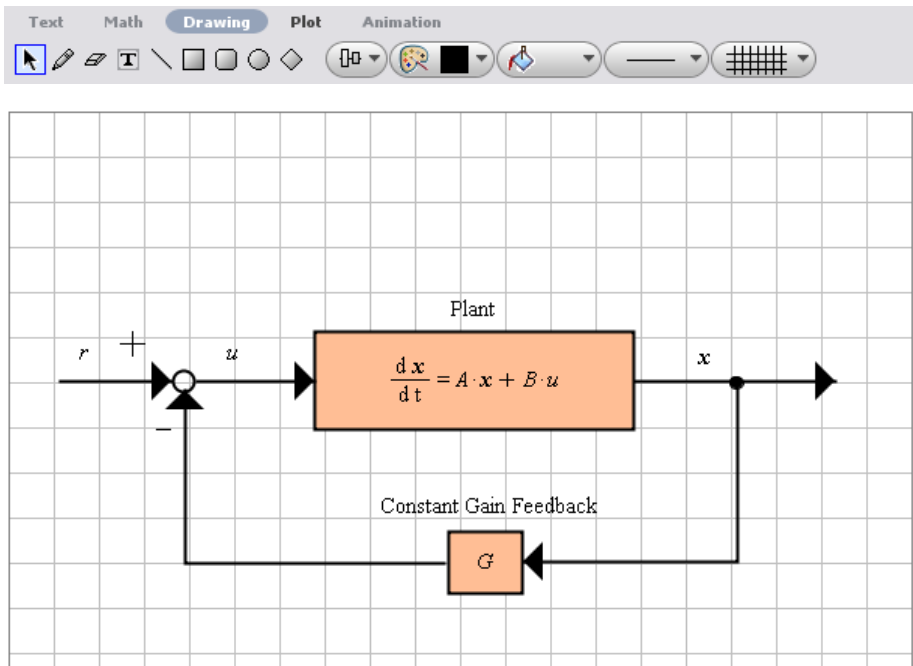 Text Math Drawing Plot Animation
T
Plant
r + u
dx/dt = A·x + B·u
x
−
Constant Gain Feedback
G